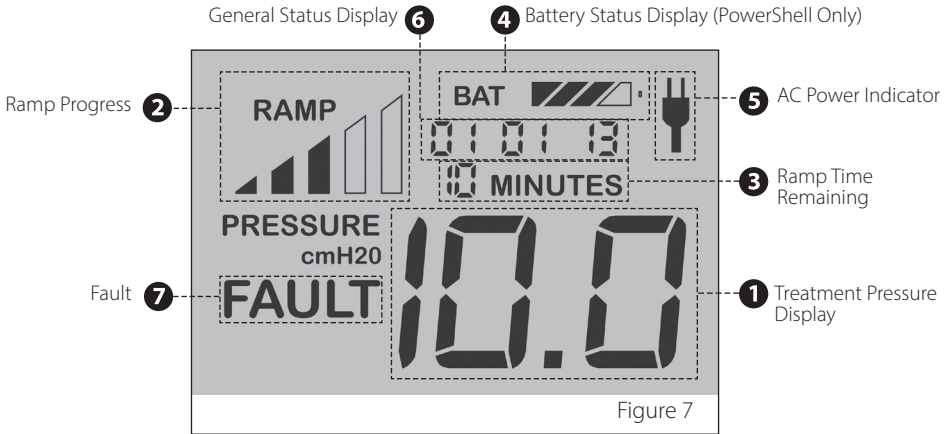 General Status Display 6
4 Battery Status Display (PowerShell Only)
Ramp Progress 2
RAMP
BAT
5 AC Power Indicator
01 01 13
10 MINUTES
3 Ramp Time
Remaining
PRESSURE
cmH20
Fault 7
FAULT
10.0
1 Treatment Pressure
Display
Figure 7